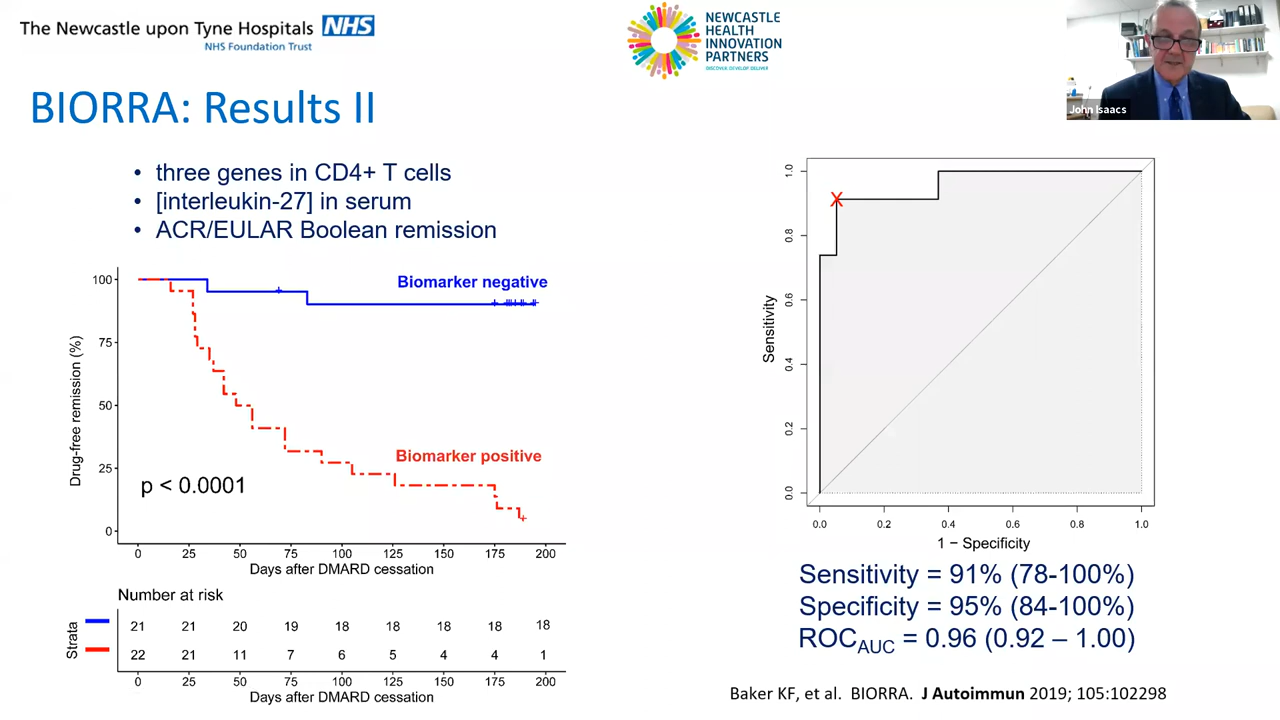 The Newcastle upon Tyne Hospitals NHS
NHS Foundation Trust
NEWCASTLE
HEALTH
INNOVATION
PARTNERS
DISCOVER. DEVELOP. DELIVER
John Isaacs
BIORRA: Results II
• three genes in CD4+ T cells
• [interleukin-27] in serum
• ACR/EULAR Boolean remission
Drug-free remission (%)
100
75
50
25
0
Biomarker negative
Biomarker positive
p < 0.0001
0 25 50 75 100 125 150 175 200
Days after DMARD cessation
Number at risk
Strata
21 21 20 19 18 18 18 18 18
22 21 11 7 6 5 4 4 1
0 25 50 75 100 125 150 175 200
Days after DMARD cessation
Sensitivity
1.0
0.8
0.6
0.4
0.2
0.0
X
0.0 0.2 0.4 0.6 0.8 1.0
1 − Specificity
Sensitivity = 91% (78-100%)
Specificity = 95% (84-100%)
ROCAUC = 0.96 (0.92 – 1.00)
Baker KF, et al. BIORRA. J Autoimmun 2019; 105:102298